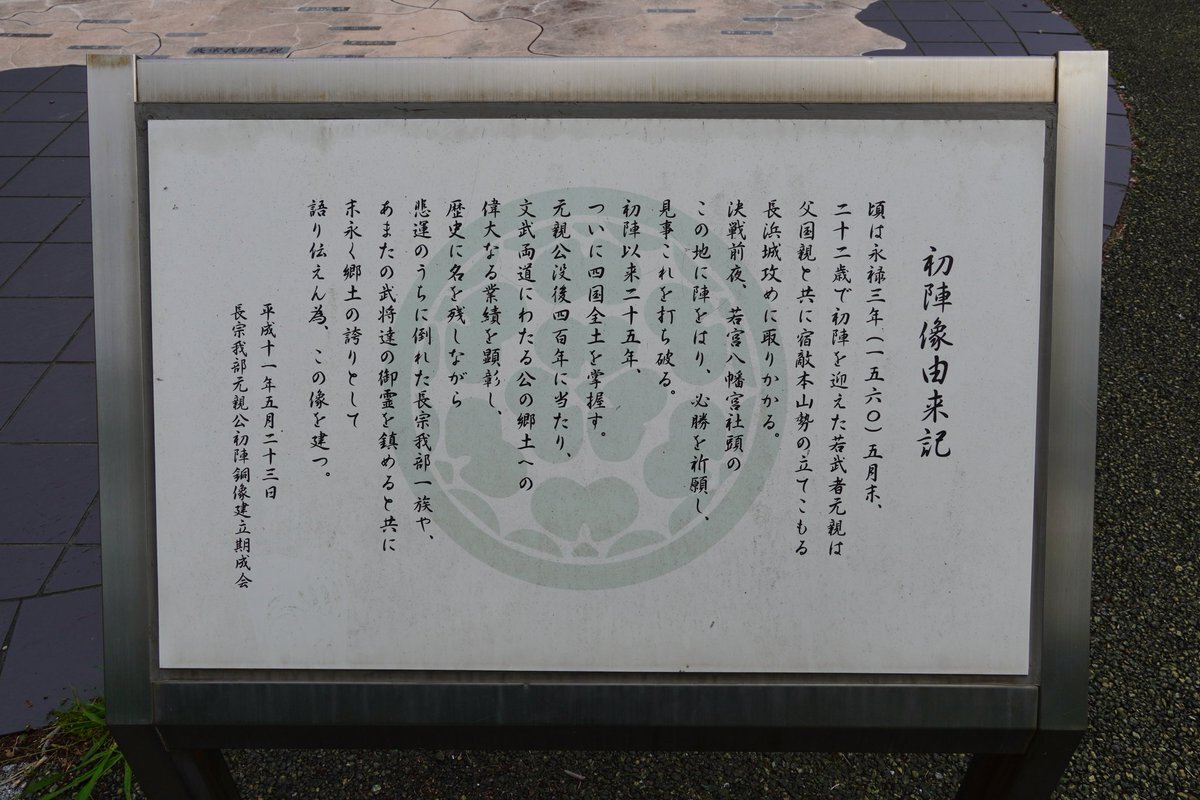 初陣像由来記
頃は永禄三年(一五六〇)五月末、
二十二歳で初陣を迎えた若武者元親は
父国親と共に宿敵本山勢の立てこもる
長浜城攻めに取りかかる。
決戦前夜、若宮八幡宮社頭の
この地に陣をはり、必勝を祈願し、
見事これを打ち破る。
初陣以来二十五年、
ついに四国全土を掌握す。
元親公没後四百年に当たり、
文武両道にわたる公の郷土への
偉大なる業績を顕彰し、
歴史に名を残しながら
悲運のうちに倒れた長宗我部一族や、
あまたの武将達の御霊を鎮めると共に
末永く郷土の誇りとして
語り伝えん為、この像を建つ。
平成十一年五月二十三日
長宗我部元親公初陣銅像建立期成会